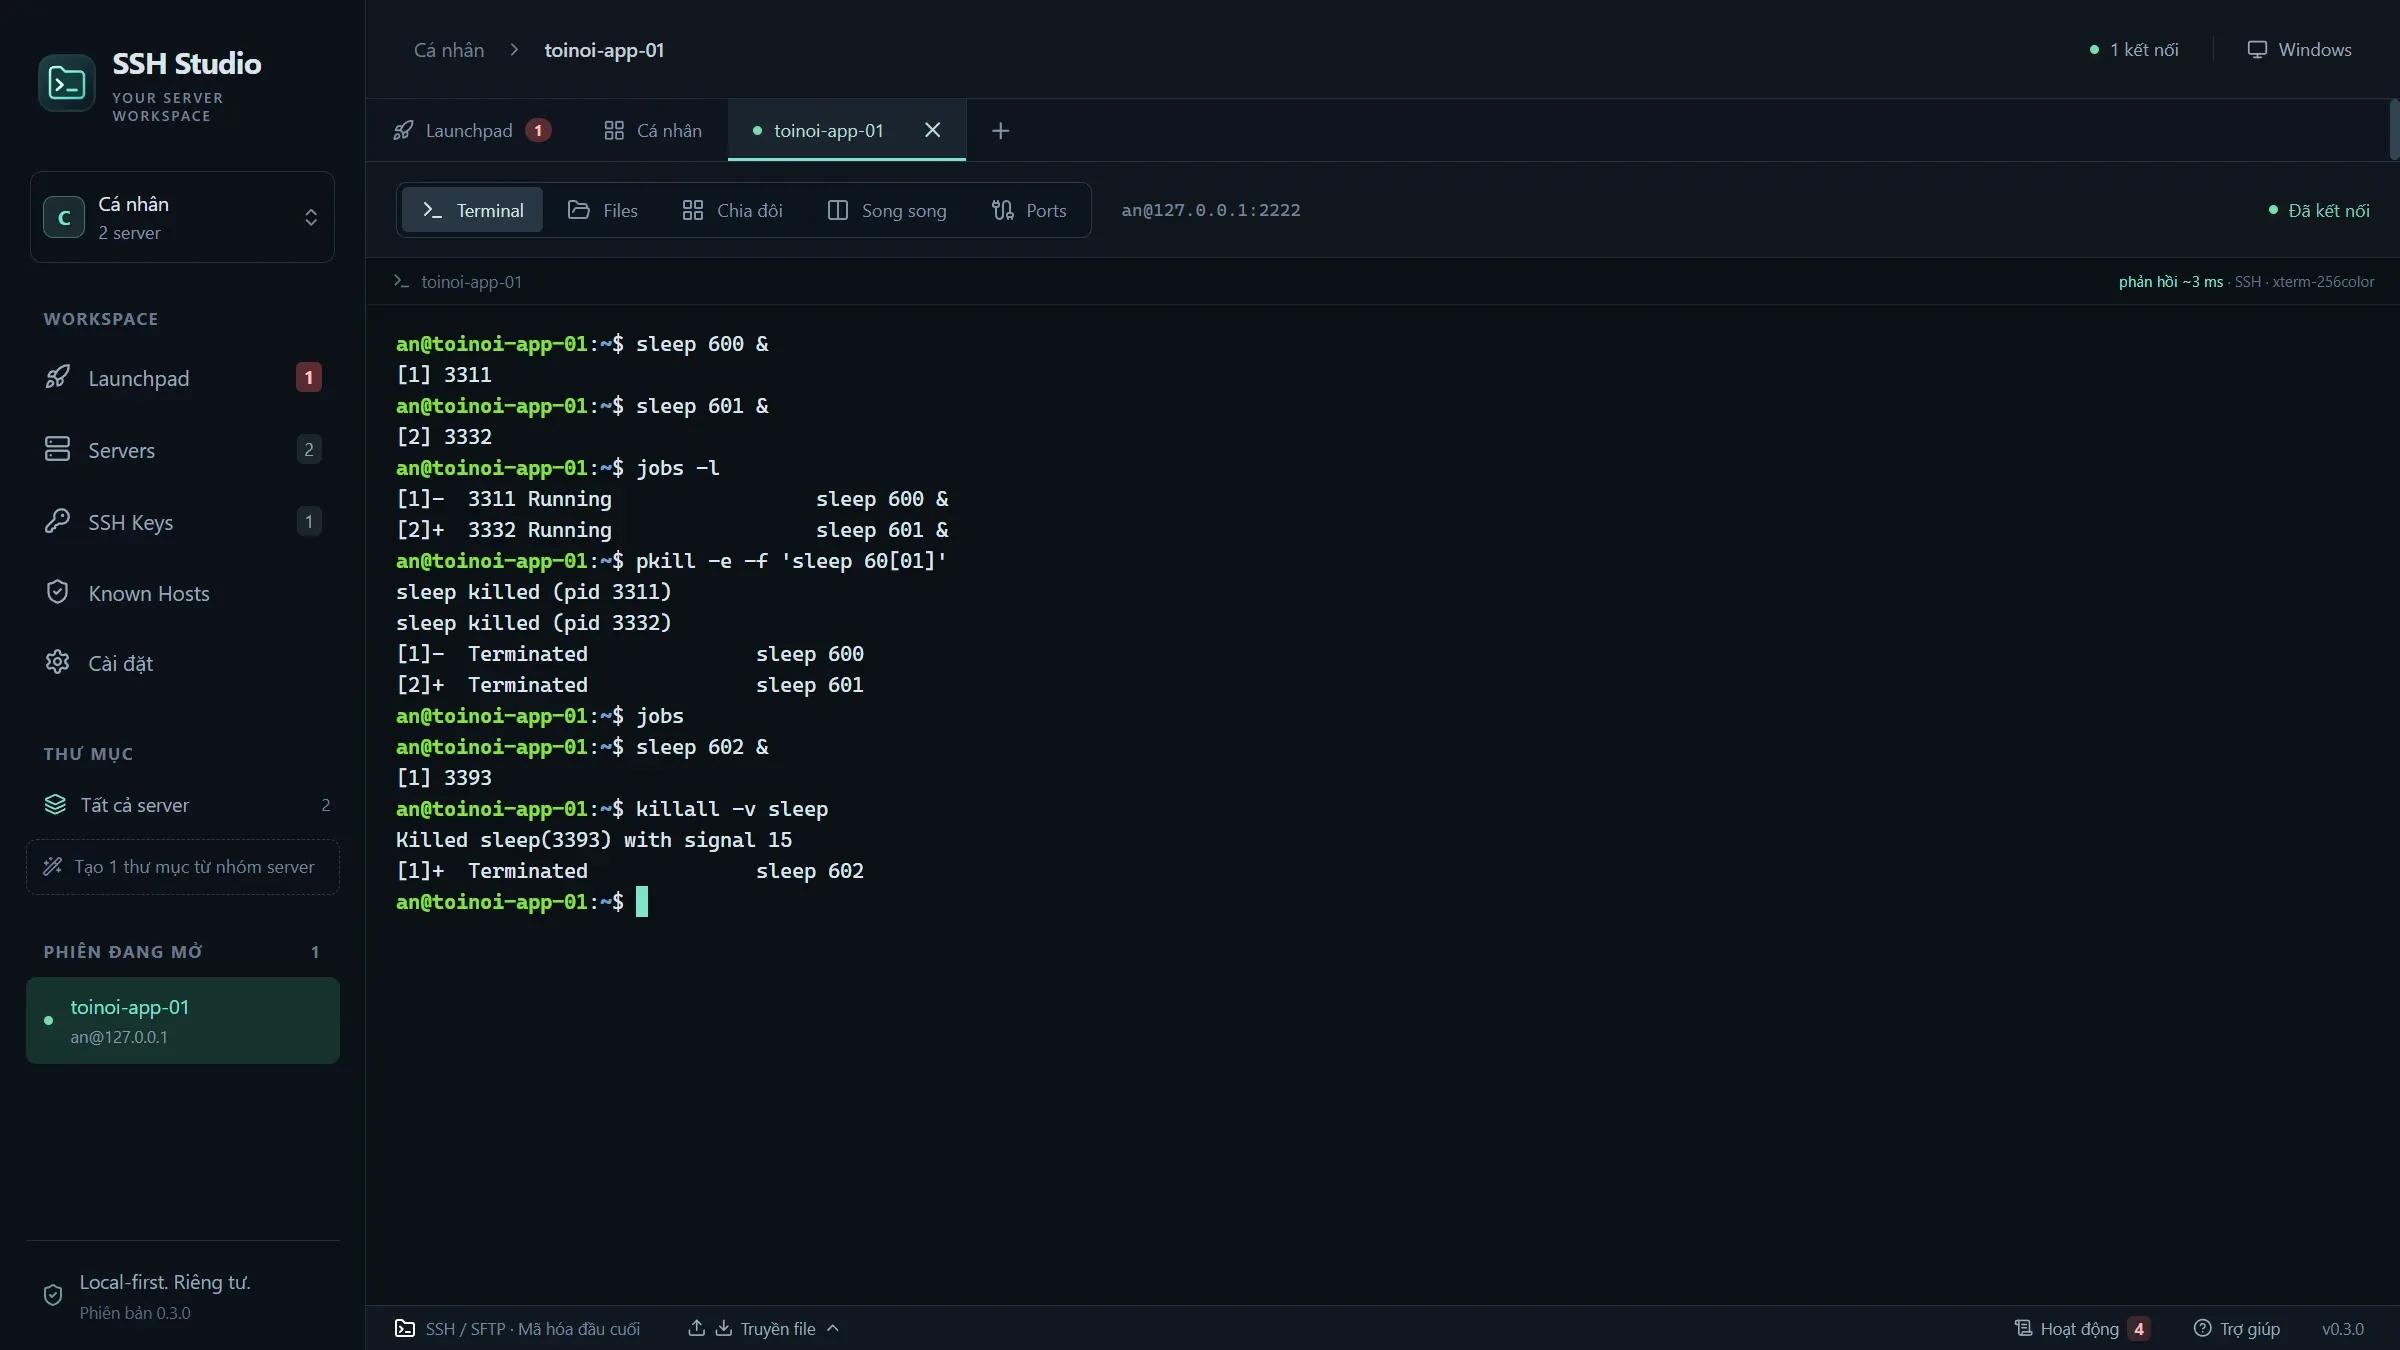 SSH Studio
YOUR SERVER
WORKSPACE
C
Cá nhân
2 server
WORKSPACE
Launchpad 1
Servers 2
SSH Keys 1
Known Hosts
Cài đặt
THƯ MỤC
Tất cả server 2
Tạo 1 thư mục từ nhóm server
PHIÊN ĐANG MỞ 1
toinoi-app-01
an@127.0.0.1
Local-first. Riêng tư.
Phiên bản 0.3.0
Cá nhân > toinoi-app-01
1 kết nối
Windows
Launchpad 1
Cá nhân
toinoi-app-01
Terminal
Files
Chia đôi
Song song
Ports
an@127.0.0.1:2222
Đã kết nối
toinoi-app-01
phản hồi ~3 ms · SSH · xterm-256color
an@toinoi-app-01:~$ sleep 600 &
[1] 3311
an@toinoi-app-01:~$ sleep 601 &
[2] 3332
an@toinoi-app-01:~$ jobs -l
[1]-  3311 Running                 sleep 600 &
[2]+  3332 Running                 sleep 601 &
an@toinoi-app-01:~$ pkill -e -f 'sleep 60[01]'
sleep killed (pid 3311)
sleep killed (pid 3332)
[1]-  Terminated              sleep 600
[2]+  Terminated              sleep 601
an@toinoi-app-01:~$ jobs
an@toinoi-app-01:~$ sleep 602 &
[1] 3393
an@toinoi-app-01:~$ killall -v sleep
Killed sleep(3393) with signal 15
[1]+  Terminated              sleep 602
an@toinoi-app-01:~$
SSH / SFTP · Mã hóa đầu cuối
Truyền file
Hoạt động 4
Trợ giúp
v0.3.0